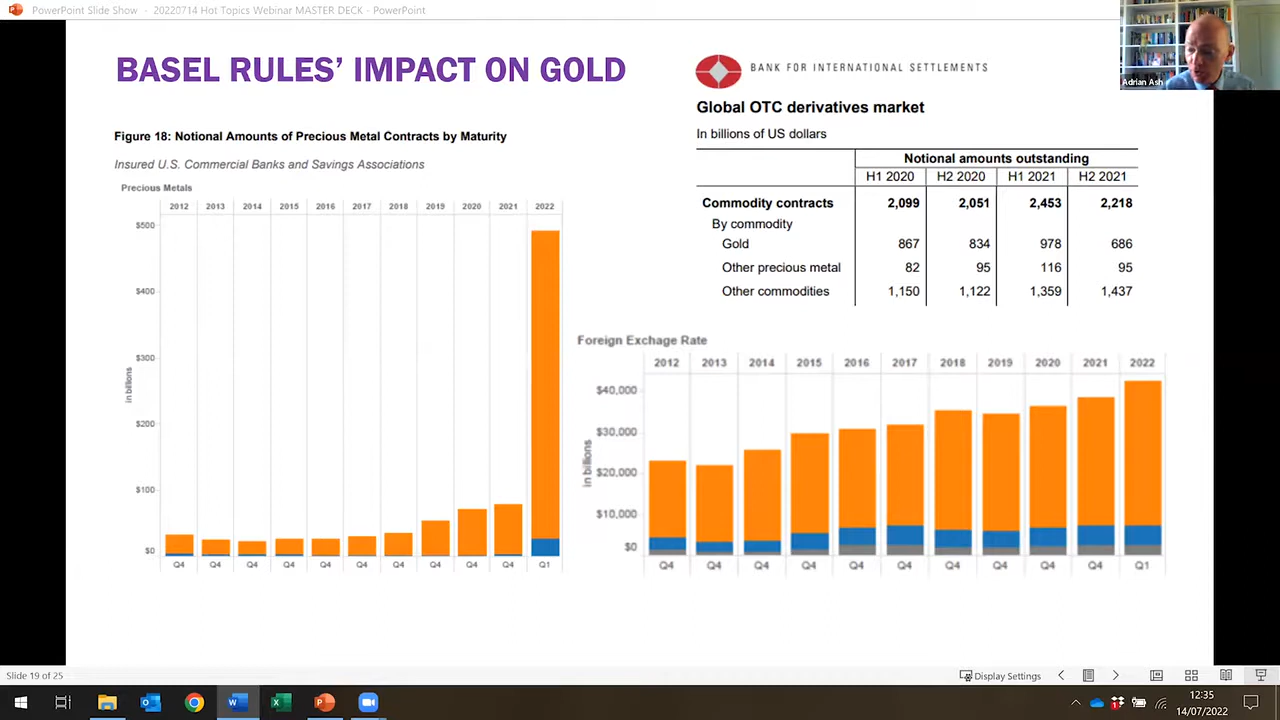 PowerPoint Slide Show - 20220714 Hot Topics Webinar MASTER DECK - PowerPoint
Adrian Ash
BASEL RULES’ IMPACT ON GOLD
Figure 18: Notional Amounts of Precious Metal Contracts by Maturity
Insured U.S. Commercial Banks and Savings Associations
Precious Metals
2012 2013 2014 2015 2016 2017 2018 2019 2020 2021 2022
$500
$400
$300
$200
$100
$0
in billions
Q4 Q4 Q4 Q4 Q4 Q4 Q4 Q4 Q4 Q4 Q1
BANK FOR INTERNATIONAL SETTLEMENTS
Global OTC derivatives market
In billions of US dollars
Notional amounts outstanding
H1 2020 H2 2020 H1 2021 H2 2021
Commodity contracts 2,099 2,051 2,453 2,218
By commodity
Gold 867 834 978 686
Other precious metal 82 95 116 95
Other commodities 1,150 1,122 1,359 1,437
Foreign Exchange Rate
2012 2013 2014 2015 2016 2017 2018 2019 2020 2021 2022
$40,000
$30,000
$20,000
$10,000
$0
in billions
Q4 Q4 Q4 Q4 Q4 Q4 Q4 Q4 Q4 Q4 Q1
Slide 19 of 25
Display Settings
12:35
14/07/2022